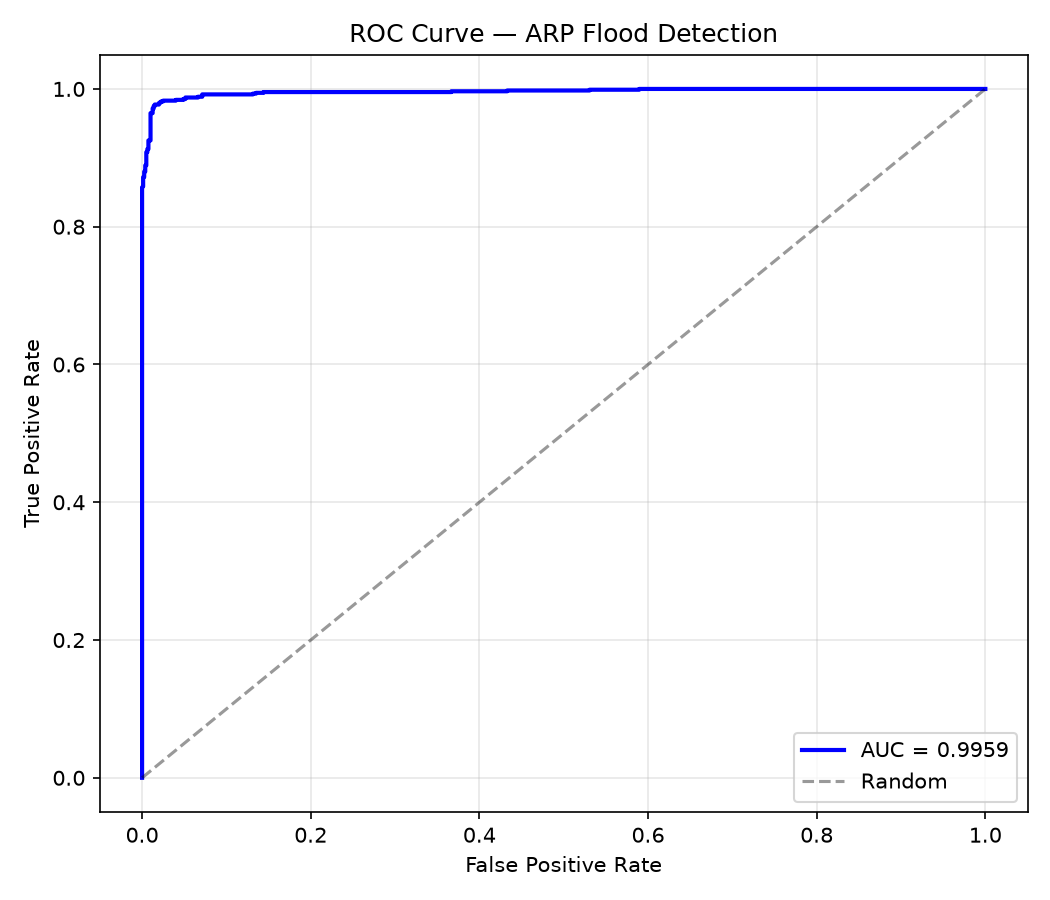 ROC Curve — ARP Flood Detection
True Positive Rate
1.0
0.8
0.6
0.4
0.2
0.0
0.0 0.2 0.4 0.6 0.8 1.0
False Positive Rate
AUC = 0.9959
Random